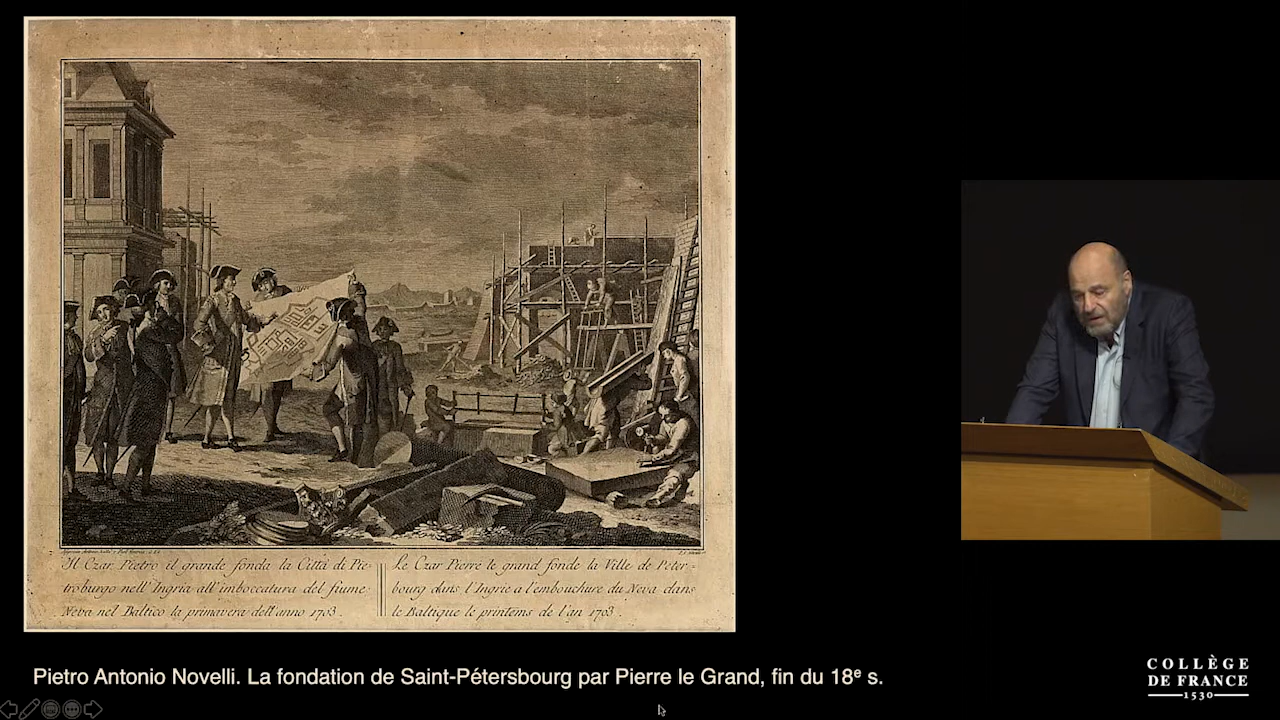 Il Czar Pietro il grande fonda la Città di Pie-
troburgo nell'Ingria all'imboccatura del fiume
Neva nel Baltico la primavera dell'anno 1703.
Le Czar Pierre le grand fonde la Ville de Peter-
bourg dans l'Ingrie a l'embouchure du Neva dans
le Baltique le printems de l'an 1703.
Pietro Antonio Novelli. La fondation de Saint-Pétersbourg par Pierre le Grand, fin du 18e s.
COLLÈGE
DE FRANCE
1530